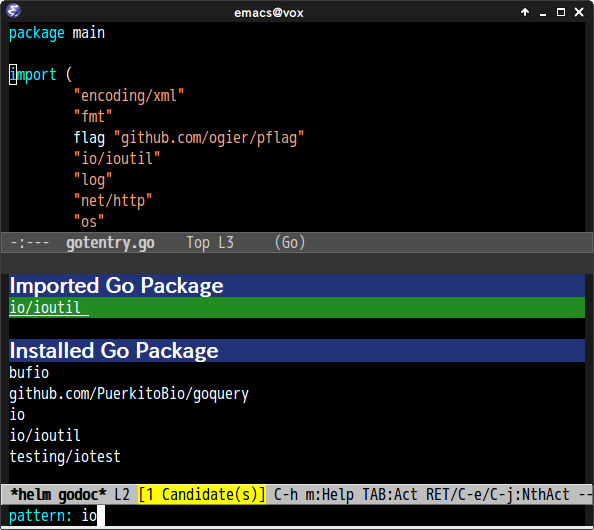 emacs@vox
package main
import (
"encoding/xml"
"fmt"
flag "github.com/ogier/pflag"
"io/ioutil"
"log"
"net/http"
"os"
-:--- gotentry.go Top L3 (Go)
Imported Go Package
io/ioutil
Installed Go Package
bufio
github.com/PuerkitoBio/goquery
io
io/ioutil
testing/iotest
*helm godoc* L2 [1 Candidate(s)] C-h m:Help TAB:Act RET/C-e/C-j:NthAct --
pattern: io